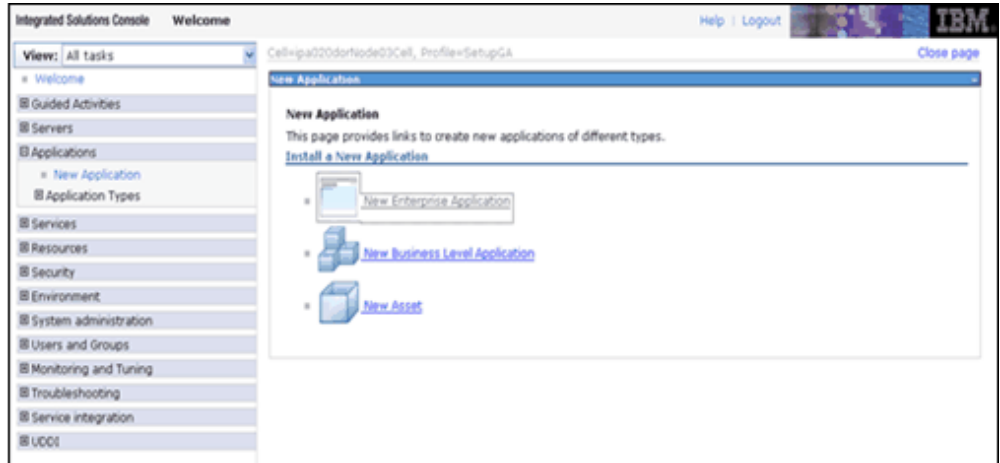 Integrated Solutions Console Welcome
Help | Logout
IBM.
View: All tasks
Cell=ipa020dorNode03Cell, Profile=SetupGA
Close page
Welcome
Guided Activities
Servers
Applications
New Application
Application Types
Services
Resources
Security
Environment
System administration
Users and Groups
Monitoring and Tuning
Troubleshooting
Service integration
UDDI
New Application
New Application
This page provides links to create new applications of different types.
Install a New Application
New Enterprise Application
New Business Level Application
New Asset